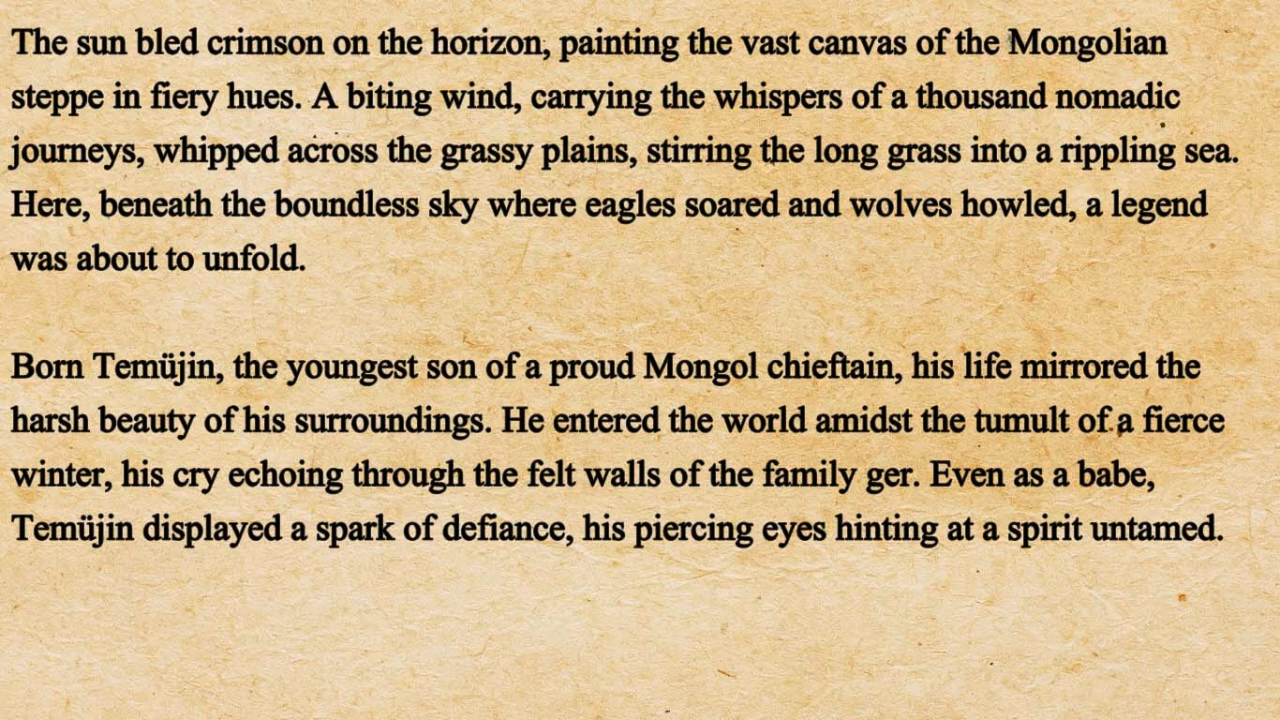 The sun bled crimson on the horizon, painting the vast canvas of the Mongolian
steppe in fiery hues. A biting wind, carrying the whispers of a thousand nomadic
journeys, whipped across the grassy plains, stirring the long grass into a rippling sea.
Here, beneath the boundless sky where eagles soared and wolves howled, a legend
was about to unfold.
Born Temüjin, the youngest son of a proud Mongol chieftain, his life mirrored the
harsh beauty of his surroundings. He entered the world amidst the tumult of a fierce
winter, his cry echoing through the felt walls of the family ger. Even as a babe,
Temüjin displayed a spark of defiance, his piercing eyes hinting at a spirit untamed.